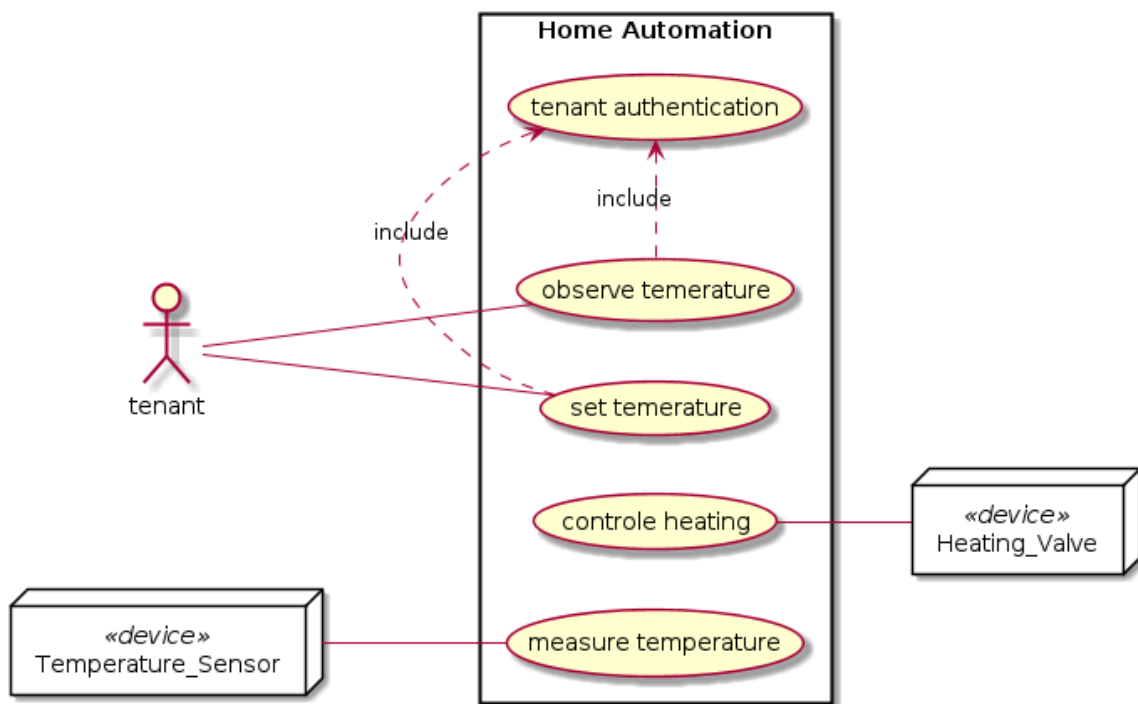 Home Automation
tenant authentication
include
include
observe temerature
tenant
set temerature
controle heating
«device»
Heating_Valve
«device»
Temperature_Sensor
measure temperature